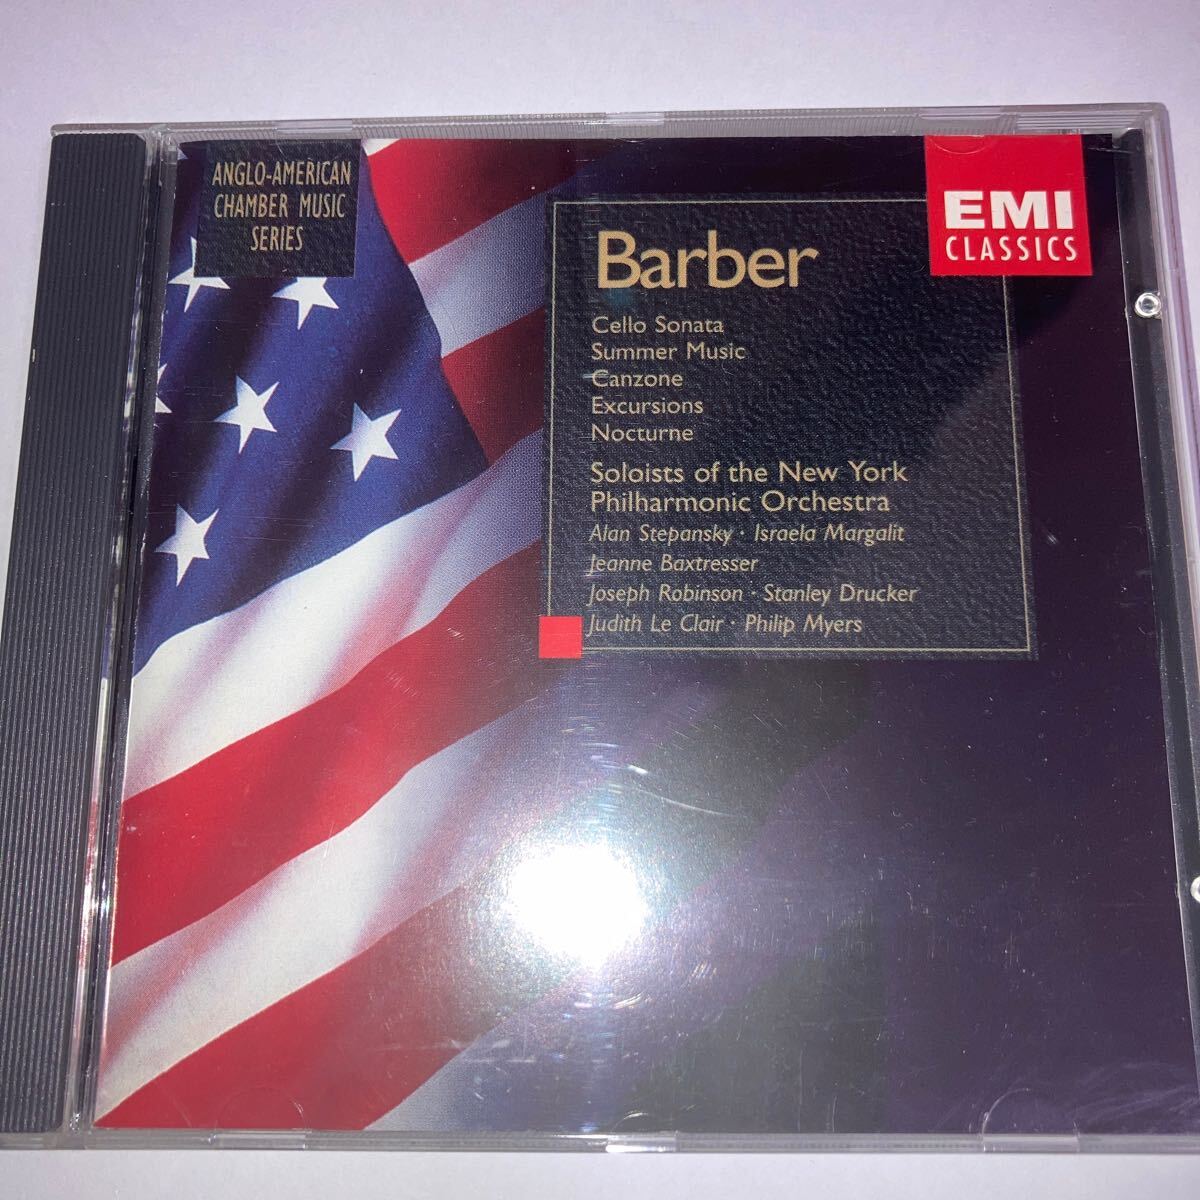 ANGLO-AMERICAN
CHAMBER MUSIC
SERIES
EMI
CLASSICS
Barber
Cello Sonata
Summer Music
Canzone
Excursions
Nocturne
Soloists of the New York
Philharmonic Orchestra
Alan Stepansky · Israela Margalit
Jeanne Baxtresser
Joseph Robinson · Stanley Drucker
Judith Le Clair · Philip Myers